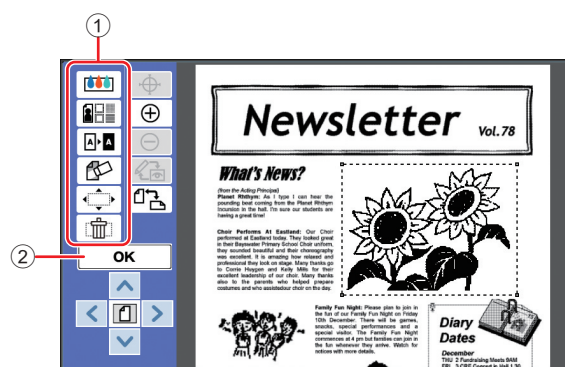 1
A A
2
OK
Newsletter Vol. 78
What's News?
(from the Acting Principal)
Planet Rhthym: As I type I can hear the
pounding beat coming from the Planet Rhthym
Incursion in the hall. I'm sure our students are
having a great time!
Choir Performs At Eastland: Our Choir
performed at Eastland today. They looked great
in their Bayswater Primary School Choir uniform,
they sounded beautiful and their choreography
was excellent. It is amazing how relaxed and
professional they look on stage. Many thanks go
to Corrie Huygen and Kelly Mills for their
excellent leadership of our choir. Many thanks
also to the parents who helped prepare
costumes and who assistadour choir on the day.
Family Fun Night: Please plan to join in
the fun of our Family Fun Night on Friday
10th December. There will be games,
snacks, special performances and a
special visitor. The Family Fun Night
commences at 4 pm but families can join in
the fun whenever they arrive. Watch for
notices with more details.
Diary
Dates
December
THU 2 Fundraising Meets 9AM